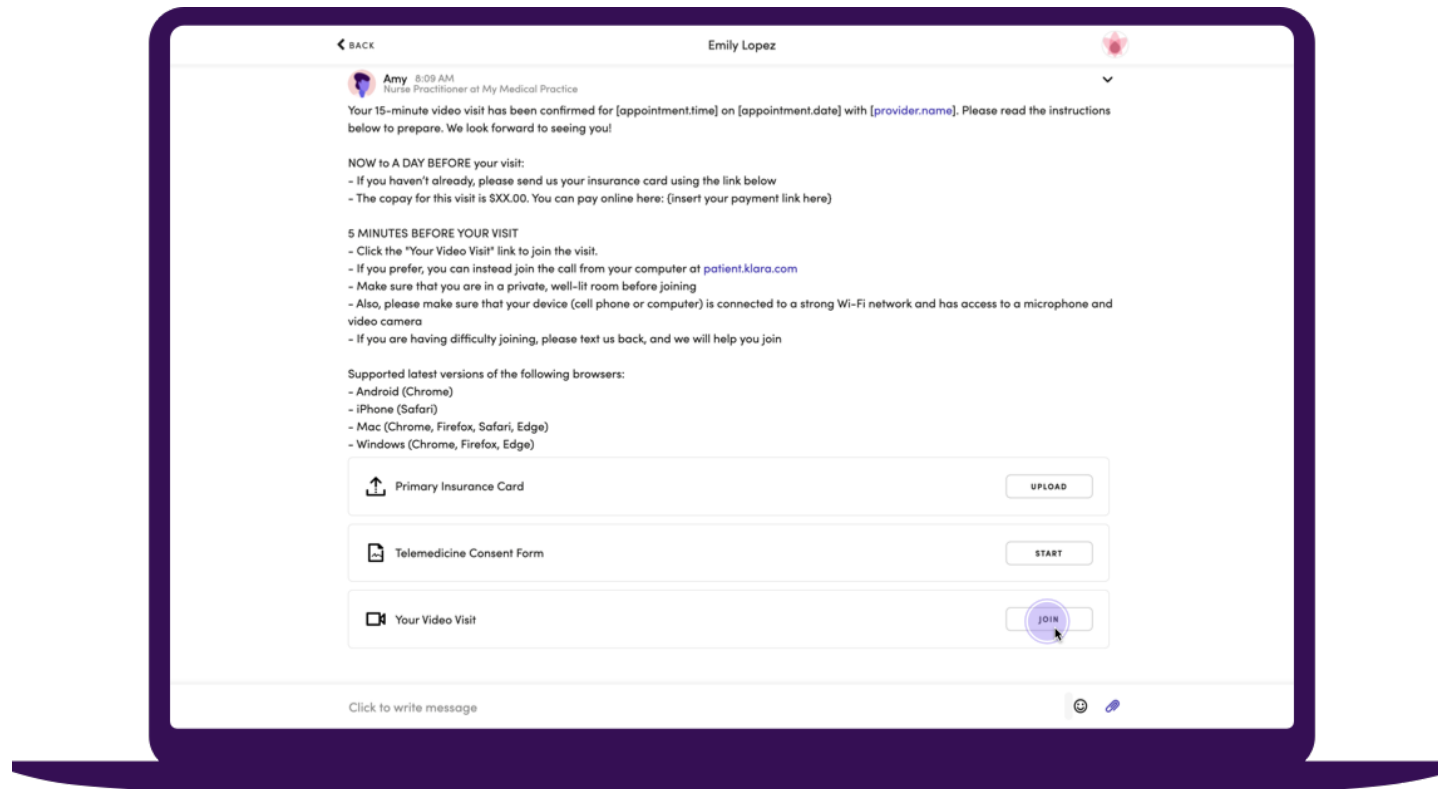 BACK
Emily Lopez
Amy 8:09 AM
Nurse Practitioner at My Medical Practice
Your 15-minute video visit has been confirmed for [appointment.time] on [appointment.date] with [provider.name]. Please read the instructions
below to prepare. We look forward to seeing you!
NOW to A DAY BEFORE your visit:
- If you haven't already, please send us your insurance card using the link below
- The copay for this visit is $XX.00. You can pay online here: (insert your payment link here)
5 MINUTES BEFORE YOUR VISIT
- Click the "Your Video Visit" link to join the visit.
- If you prefer, you can instead join the call from your computer at patient.klara.com
- Make sure that you are in a private, well-lit room before joining
- Also, please make sure that your device (cell phone or computer) is connected to a strong Wi-Fi network and has access to a microphone and
video camera
- If you are having difficulty joining, please text us back, and we will help you join
Supported latest versions of the following browsers:
- Android (Chrome)
- iPhone (Safari)
- Mac (Chrome, Firefox, Safari, Edge)
- Windows (Chrome, Firefox, Edge)
Primary Insurance Card UPLOAD
Telemedicine Consent Form START
Your Video Visit JOIN
Click to write message